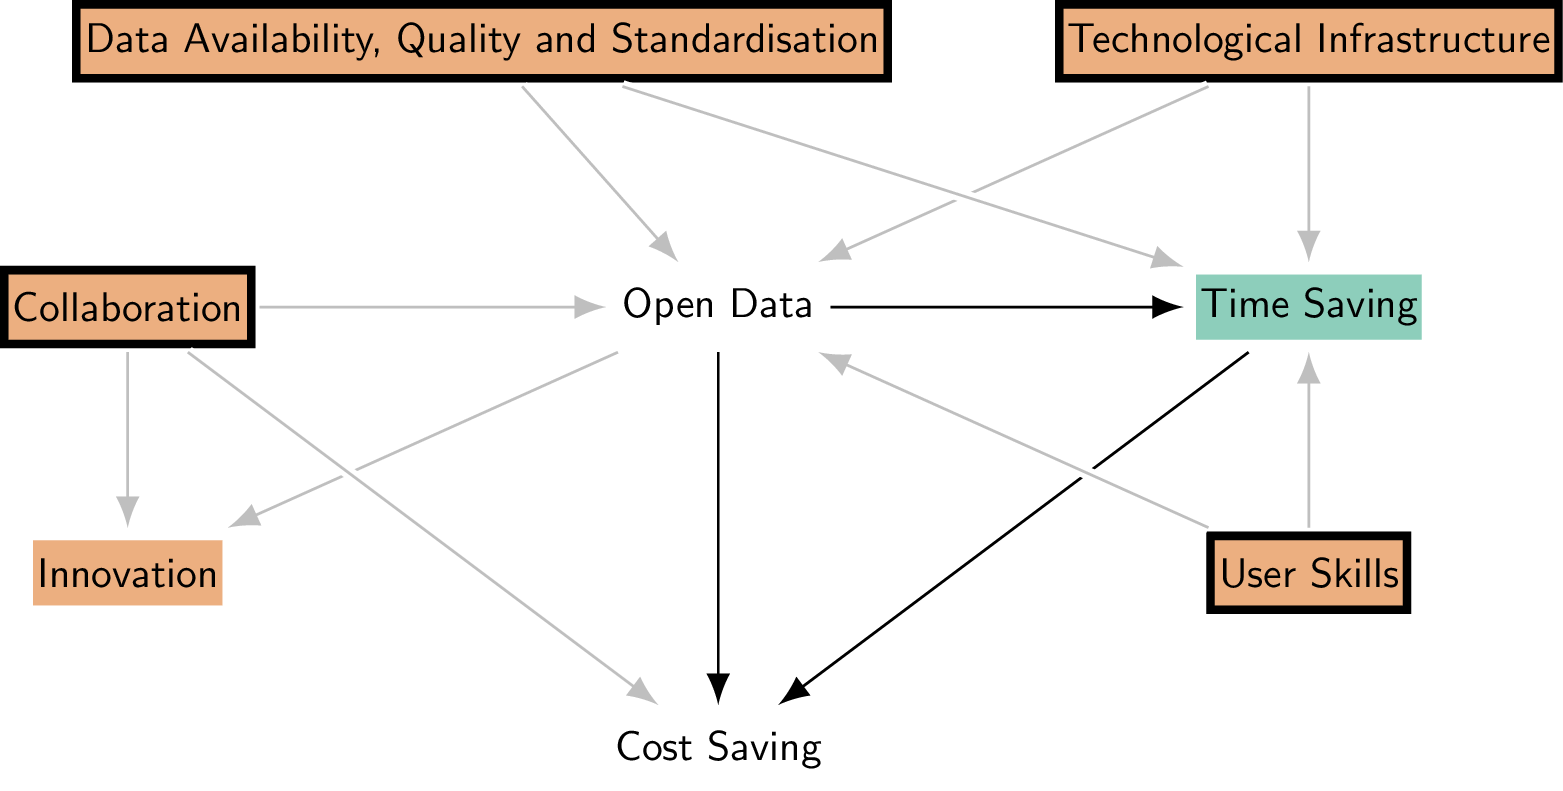 Data Availability, Quality and Standardisation
Technological Infrastructure
Collaboration
Open Data
Time Saving
Innovation
User Skills
Cost Saving